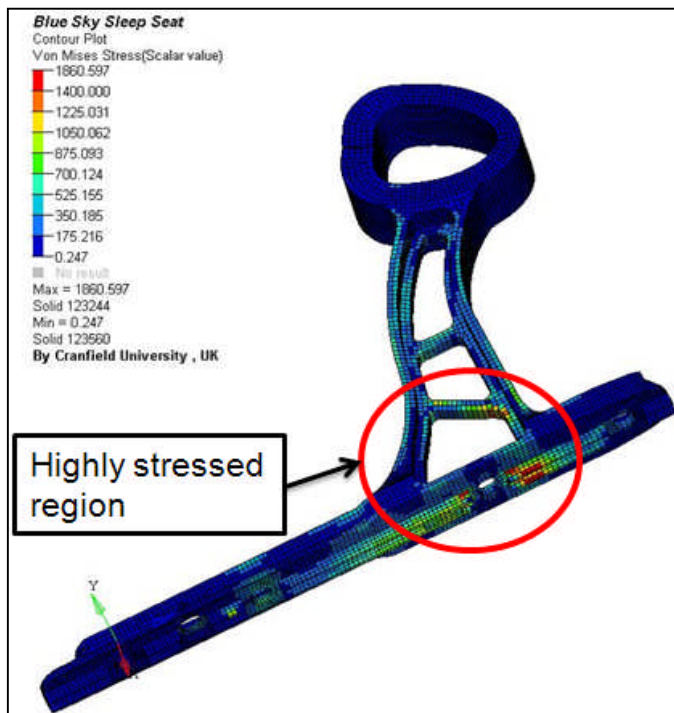 Blue Sky Sleep Seat
Contour Plot
Von Mises Stress(Scalar value)
1860.597
1400.000
1225.031
1050.062
875.093
700.124
525.155
350.185
175.216
0.247
No result
Max = 1860.597
Solid 123244
Min = 0.247
Solid 123560
By Cranfield University , UK
Highly stressed
region
Y